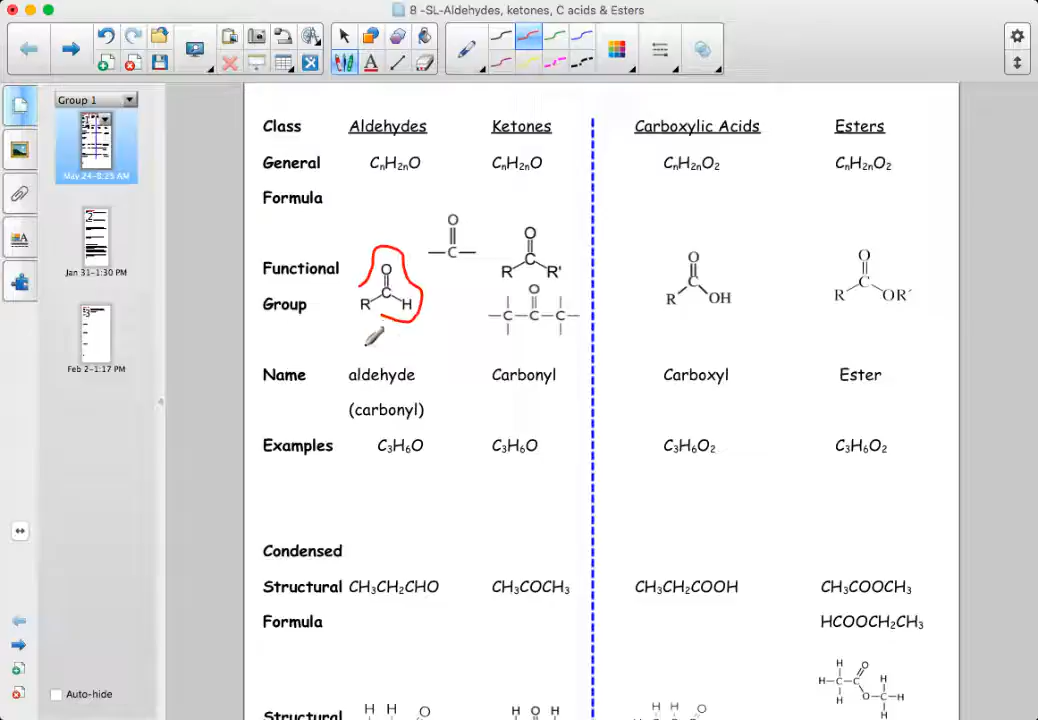 8 -SL-Aldehydes, ketones, C acids & Esters
Group 1
May 24-8:25 AM
2
Jan 31-1:30 PM
Feb 2-1:17 PM
Auto-hide
Class Aldehydes Ketones Carboxylic Acids Esters
General CnH2nO CnH2nO CnH2nO2 CnH2nO2
Formula
O
—C—
O
R C R'
O
R C H
O
R C OH
O
R C OR´
Functional
Group
O
—C—C—C—
Name aldehyde Carbonyl Carboxyl Ester
(carbonyl)
Examples C3H6O C3H6O C3H6O2 C3H6O2
Condensed
Structural CH3CH2CHO CH3COCH3 CH3CH2COOH CH3COOCH3
Formula HCOOCH2CH3
H O
H—C—C H
H O—C—H
H
H H O H O H H H O
Structural